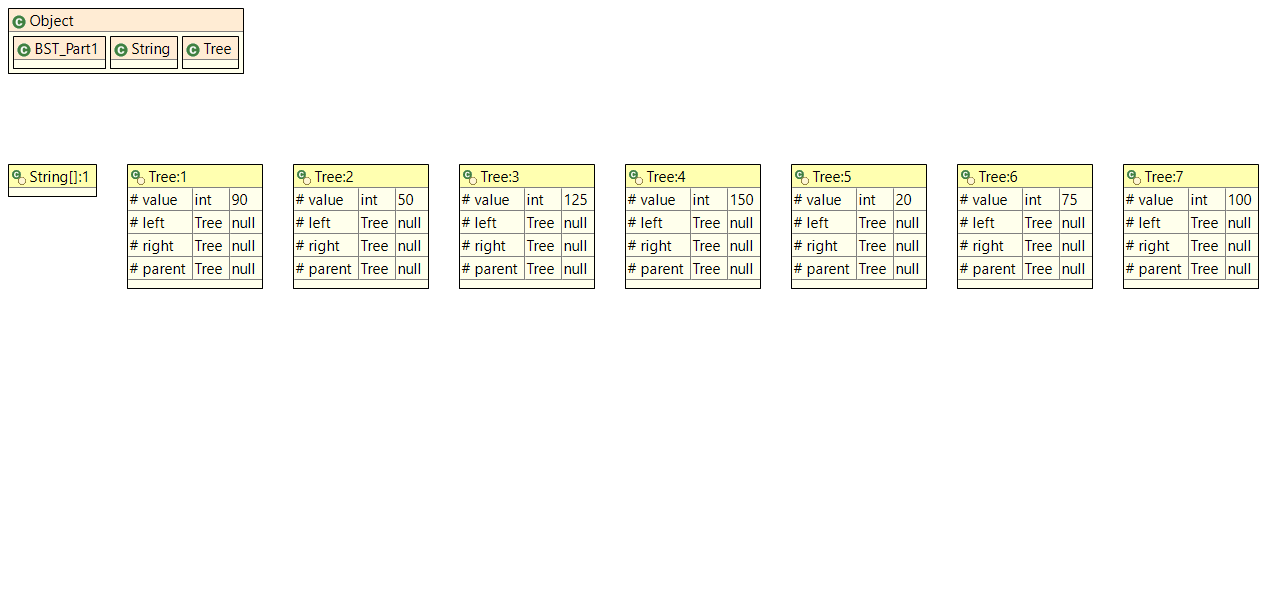 Object
BST_Part1 String Tree
String[]:1 Tree:1 Tree:2 Tree:3 Tree:4 Tree:5 Tree:6 Tree:7
# value int 90 # value int 50 # value int 125 # value int 150 # value int 20 # value int 75 # value int 100
# left Tree null # left Tree null # left Tree null # left Tree null # left Tree null # left Tree null # left Tree null
# right Tree null # right Tree null # right Tree null # right Tree null # right Tree null # right Tree null # right Tree null
# parent Tree null # parent Tree null # parent Tree null # parent Tree null # parent Tree null # parent Tree null # parent Tree null